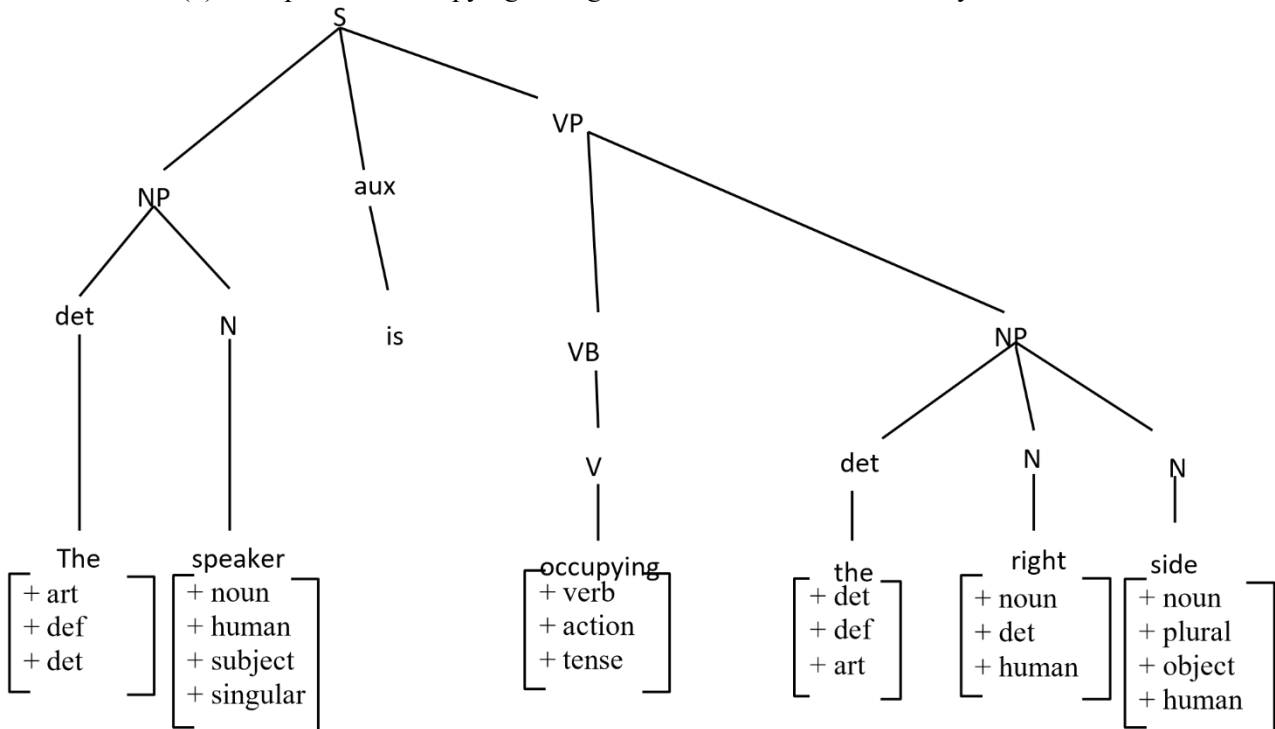 S
VP
NP aux
det N is
VB NP
V det N N
The speaker occupying the right side
+ art + noun + verb + det + noun + noun
+ def + human + action + def + det + plural
+ det + subject + tense + art + human + object
+ singular + human